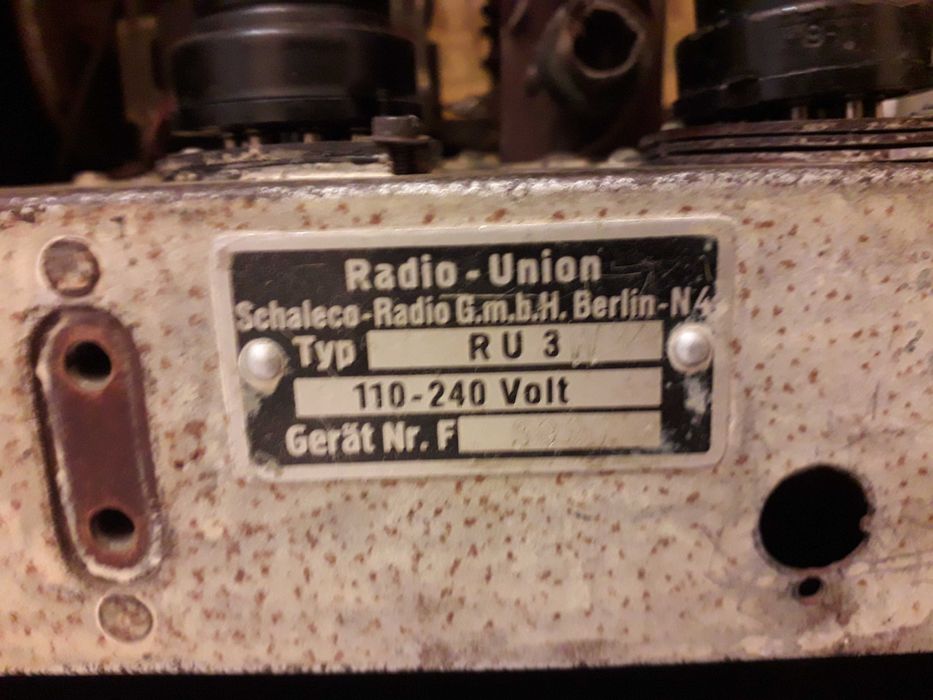 Radio-Union
Schaleco-Radio G.m.b.H. Berlin-N4
Typ RU 3
110-240 Volt
Gerät Nr. F